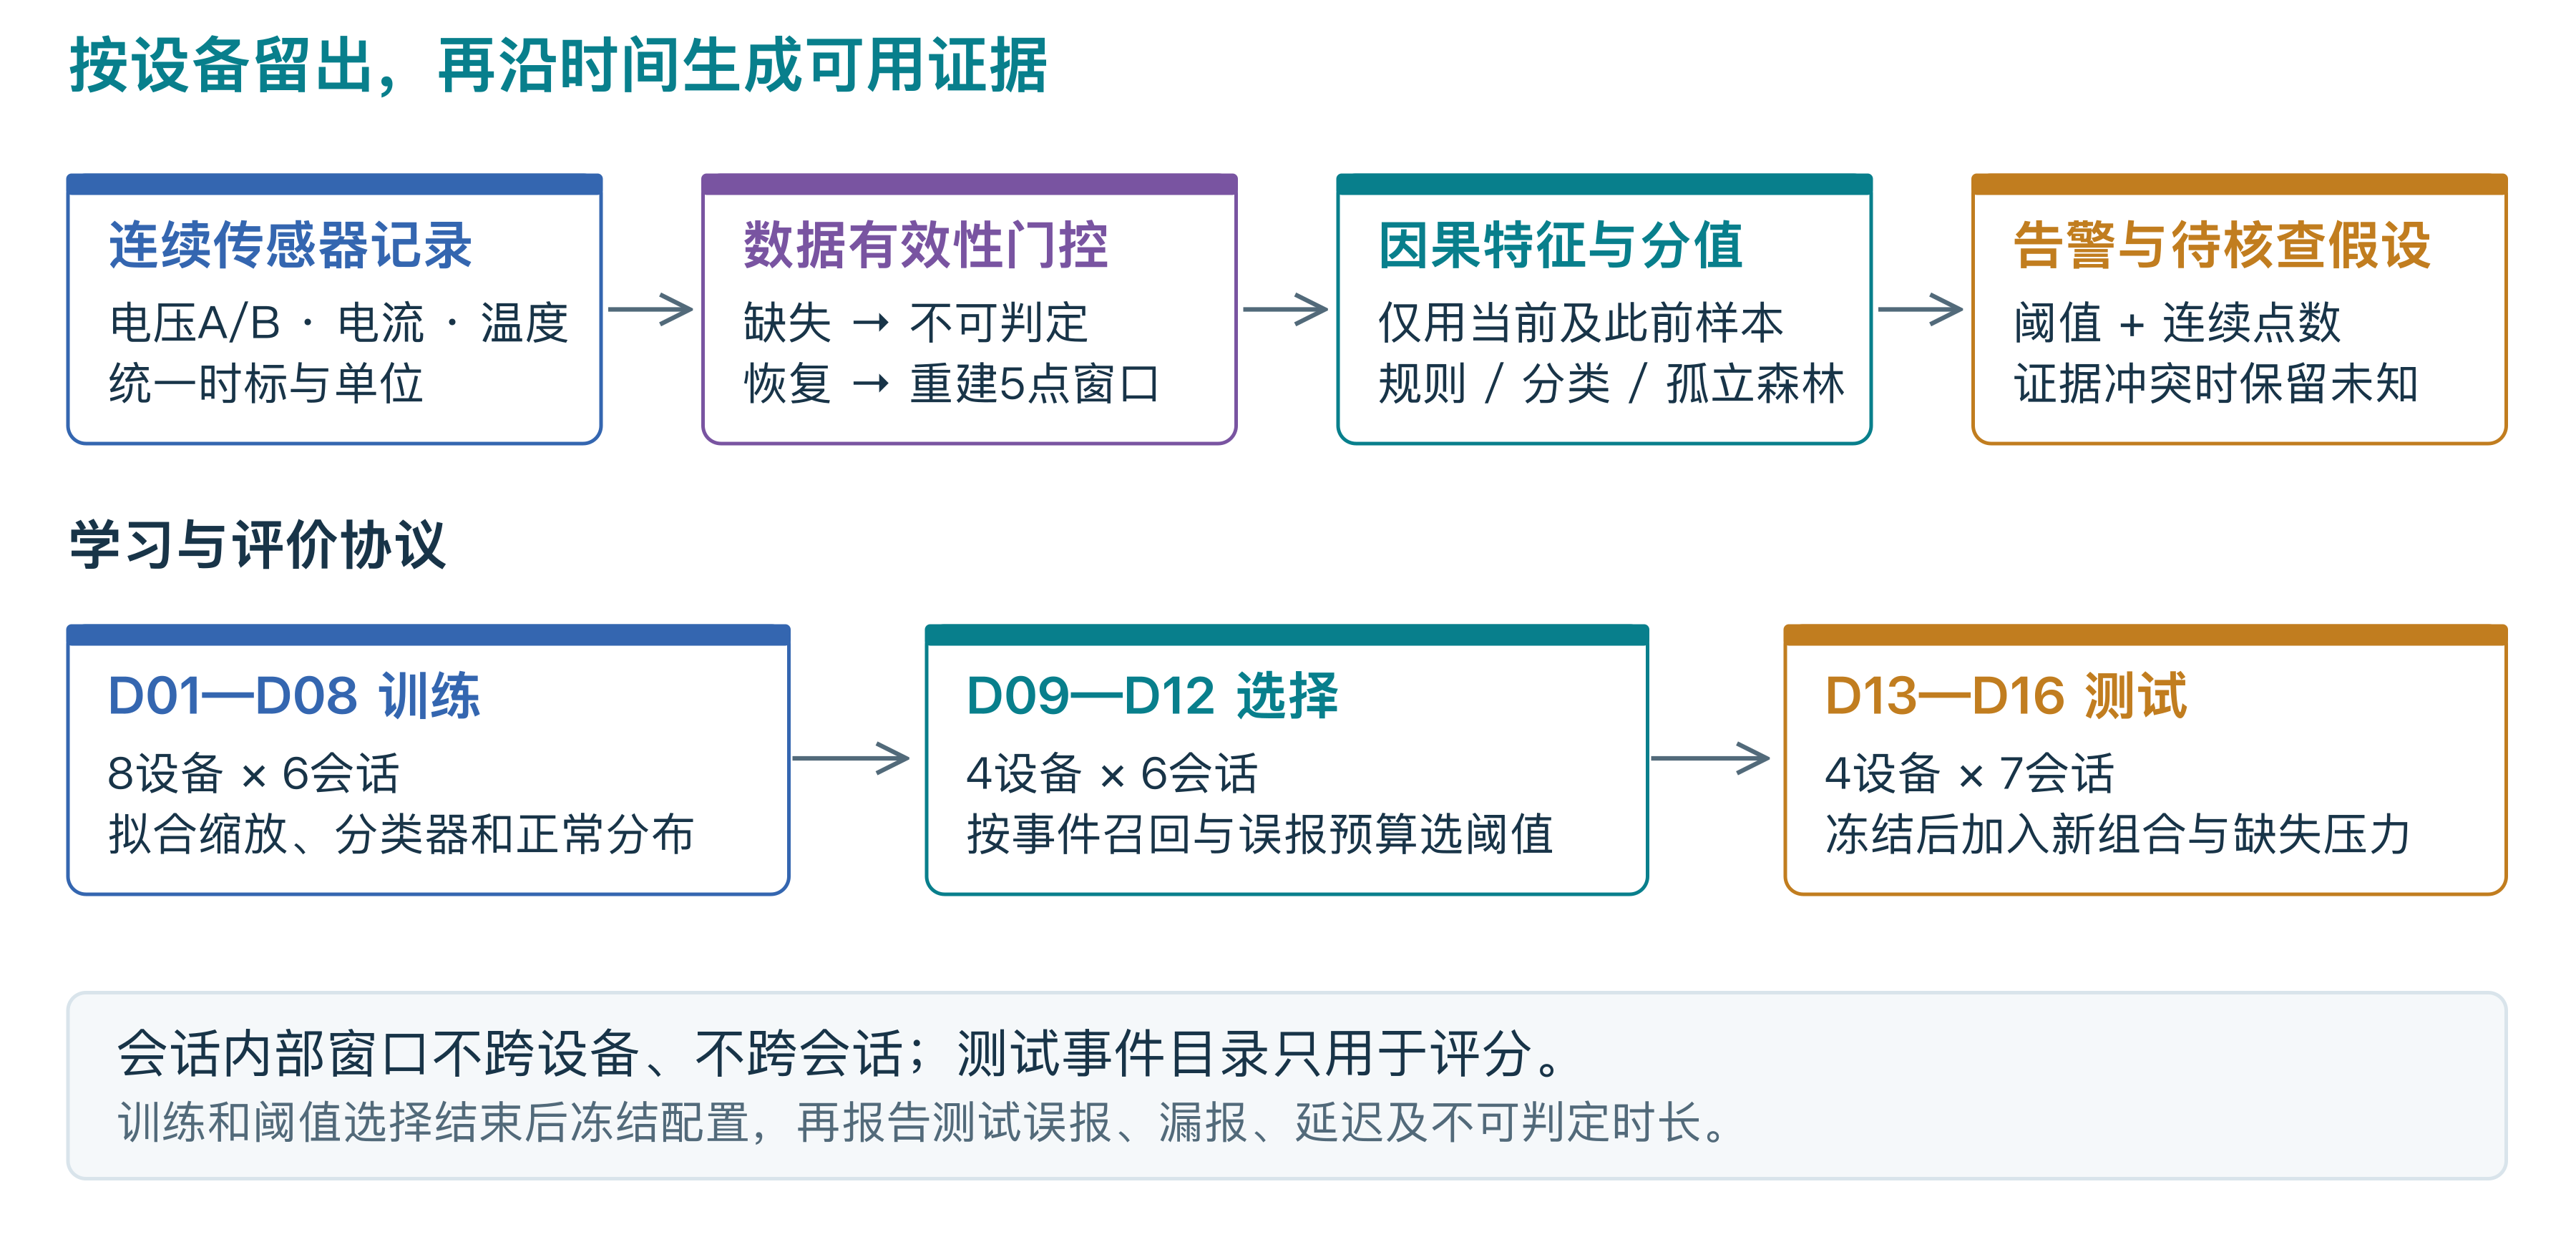 按设备留出，再沿时间生成可用证据
连续传感器记录
电压A/B · 电流 · 温度
统一时标与单位
数据有效性门控
缺失 → 不可判定
恢复 → 重建5点窗口
因果特征与分值
仅用当前及此前样本
规则 / 分类 / 孤立森林
告警与待核查假设
阈值 + 连续点数
证据冲突时保留未知
学习与评价协议
D01—D08 训练
8设备 × 6会话
拟合缩放、分类器和正常分布
D09—D12 选择
4设备 × 6会话
按事件召回与误报预算选阈值
D13—D16 测试
4设备 × 7会话
冻结后加入新组合与缺失压力
会话内部窗口不跨设备、不跨会话；测试事件目录只用于评分。
训练和阈值选择结束后冻结配置，再报告测试误报、漏报、延迟及不可判定时长。